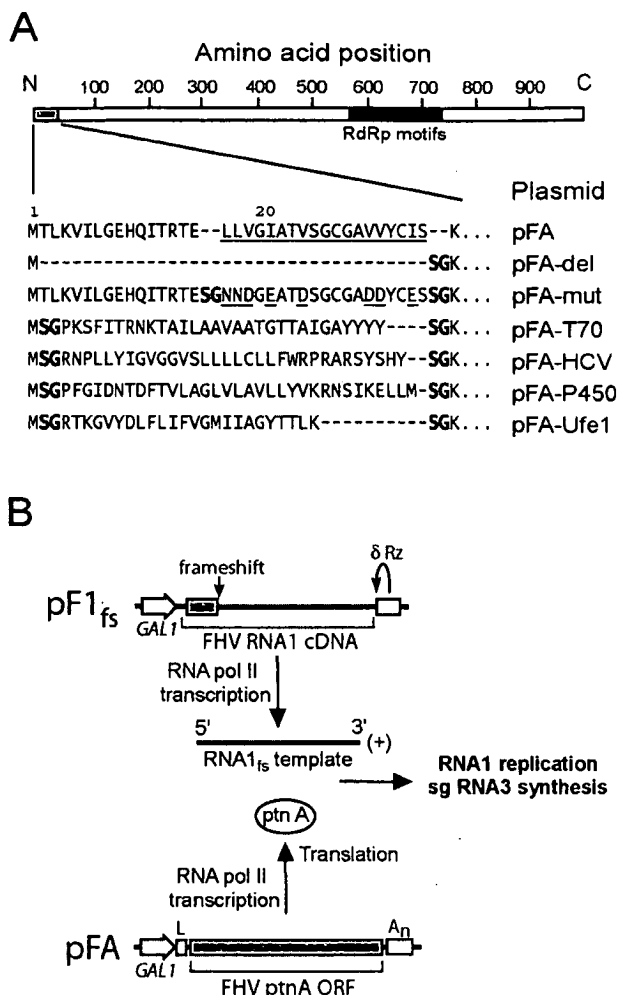 A
Amino acid position
N 100 200 300 400 500 600 700 800 900 C
RdRp motifs
Plasmid
1 20
MTLKVILGEHQITRTE--LLVGIATVSGCGAVVYCIS--K... pFA
M-----------------------------------SGK... pFA-del
MTLKVILGEHQITRTESGNNDGEATDSGCGADDYCESSGK... pFA-mut
MSGPKSFITRNKTAILAAVAATGTTAIGAYYYY----SGK... pFA-T70
MSGRNPLLYIGVGGVSLLLLCLLFWRPRARSYSHY--SGK... pFA-HCV
MSGPFGIDNTDFTVLAGLVLAVLLYVKRNSIKELLM-SGK... pFA-P450
MSGRTKGVYDLFLIFVGMIIAGYTTLK----------SGK... pFA-Ufe1
B
frameshift
δ Rz
pF1fs
GAL1
FHV RNA1 cDNA
RNA pol II
transcription
5' 3' (+)
RNA1fs template
RNA1 replication
sg RNA3 synthesis
ptn A
Translation
RNA pol II
transcription
L An
pFA
GAL1
FHV ptnA ORF